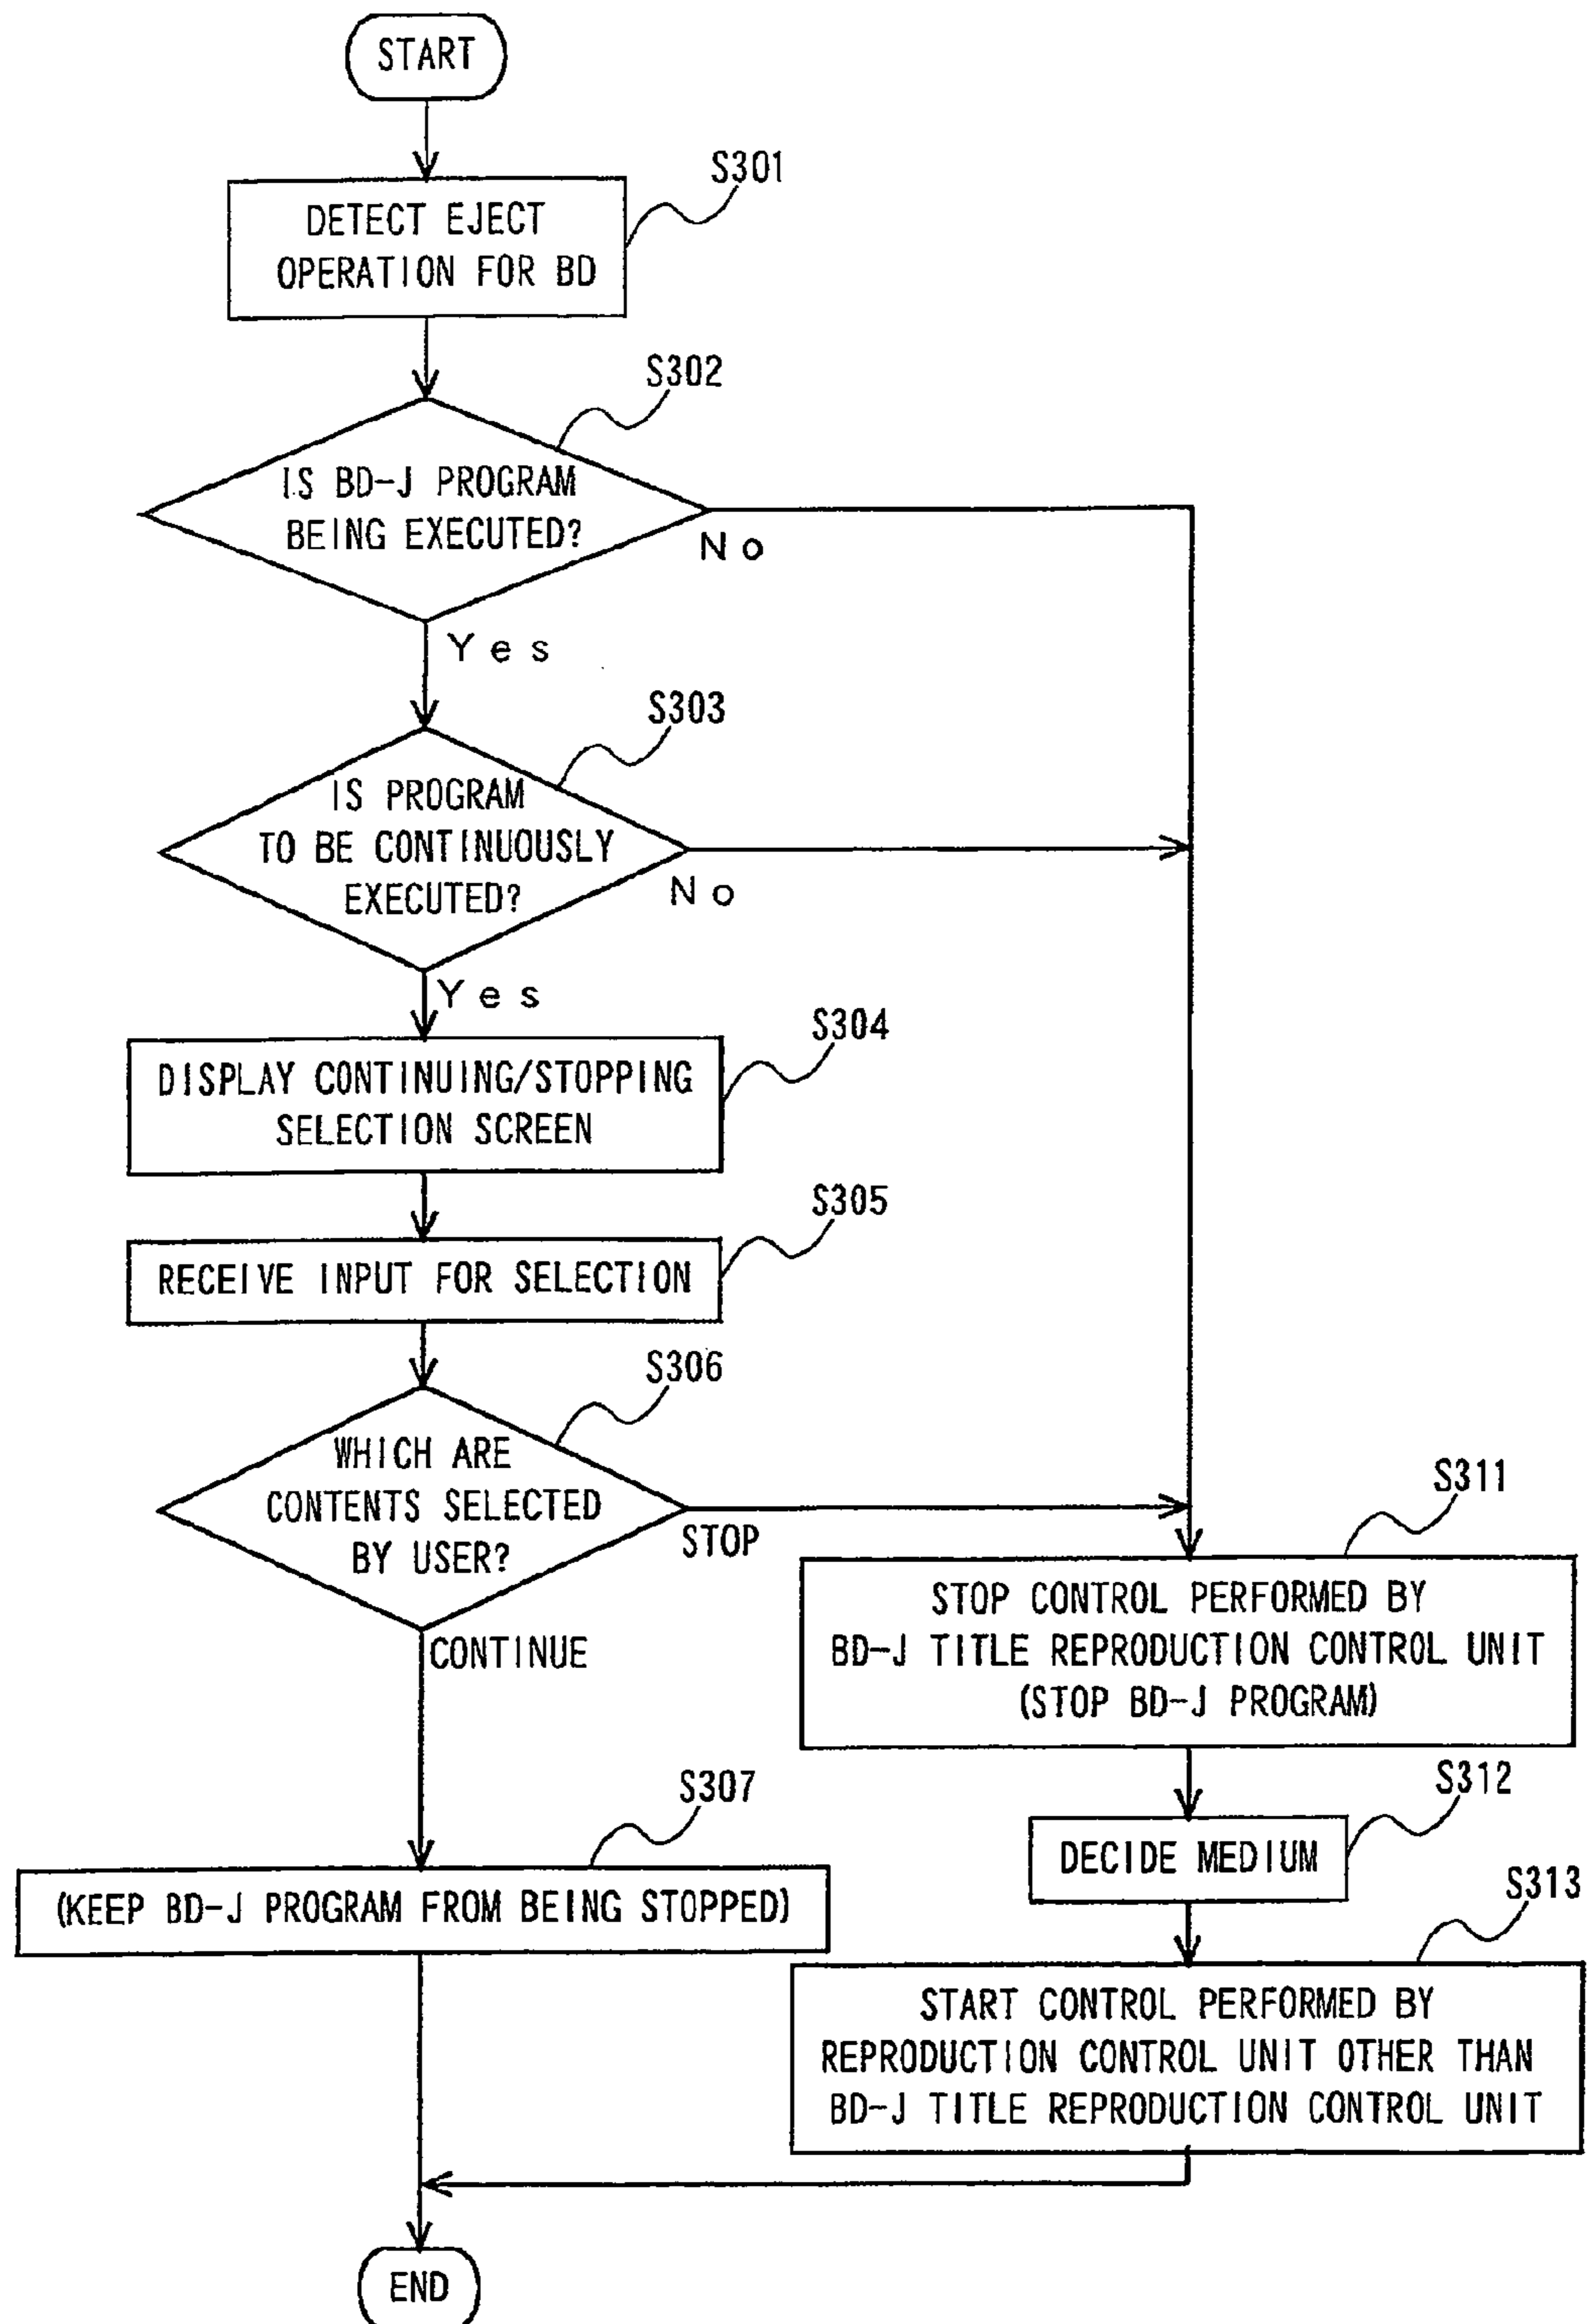 START
S301
DETECT EJECT
OPERATION FOR BD
S302
IS BD-J PROGRAM
BEING EXECUTED?
No
Yes
S303
IS PROGRAM
TO BE CONTINUOUSLY
EXECUTED?
No
Yes
S304
DISPLAY CONTINUING/STOPPING
SELECTION SCREEN
S305
RECEIVE INPUT FOR SELECTION
S306
WHICH ARE
CONTENTS SELECTED
BY USER?
STOP
CONTINUE
S311
STOP CONTROL PERFORMED BY
BD-J TITLE REPRODUCTION CONTROL UNIT
(STOP BD-J PROGRAM)
S307
(KEEP BD-J PROGRAM FROM BEING STOPPED)
S312
DECIDE MEDIUM
S313
START CONTROL PERFORMED BY
REPRODUCTION CONTROL UNIT OTHER THAN
BD-J TITLE REPRODUCTION CONTROL UNIT
END